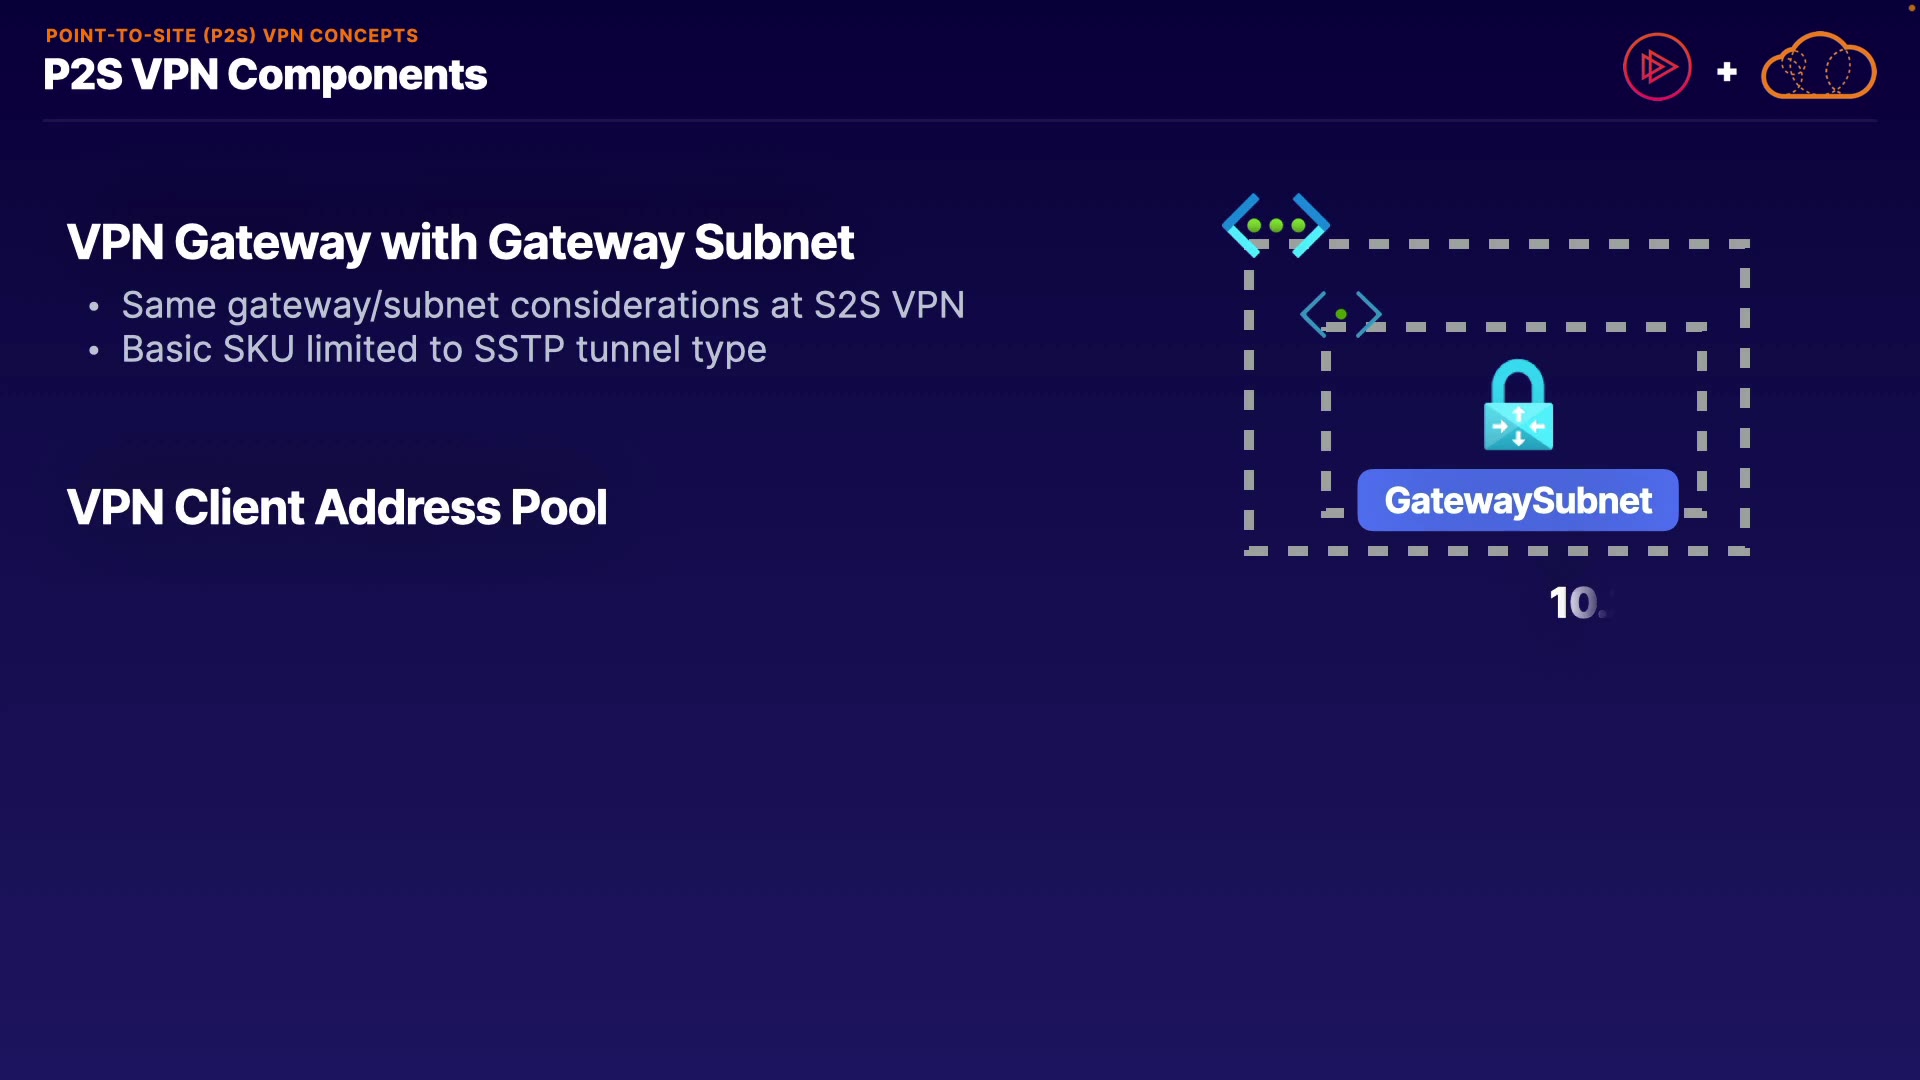 POINT-TO-SITE (P2S) VPN CONCEPTS
P2S VPN Components
VPN Gateway with Gateway Subnet
• Same gateway/subnet considerations at S2S VPN
• Basic SKU limited to SSTP tunnel type
VPN Client Address Pool
GatewaySubnet
10.